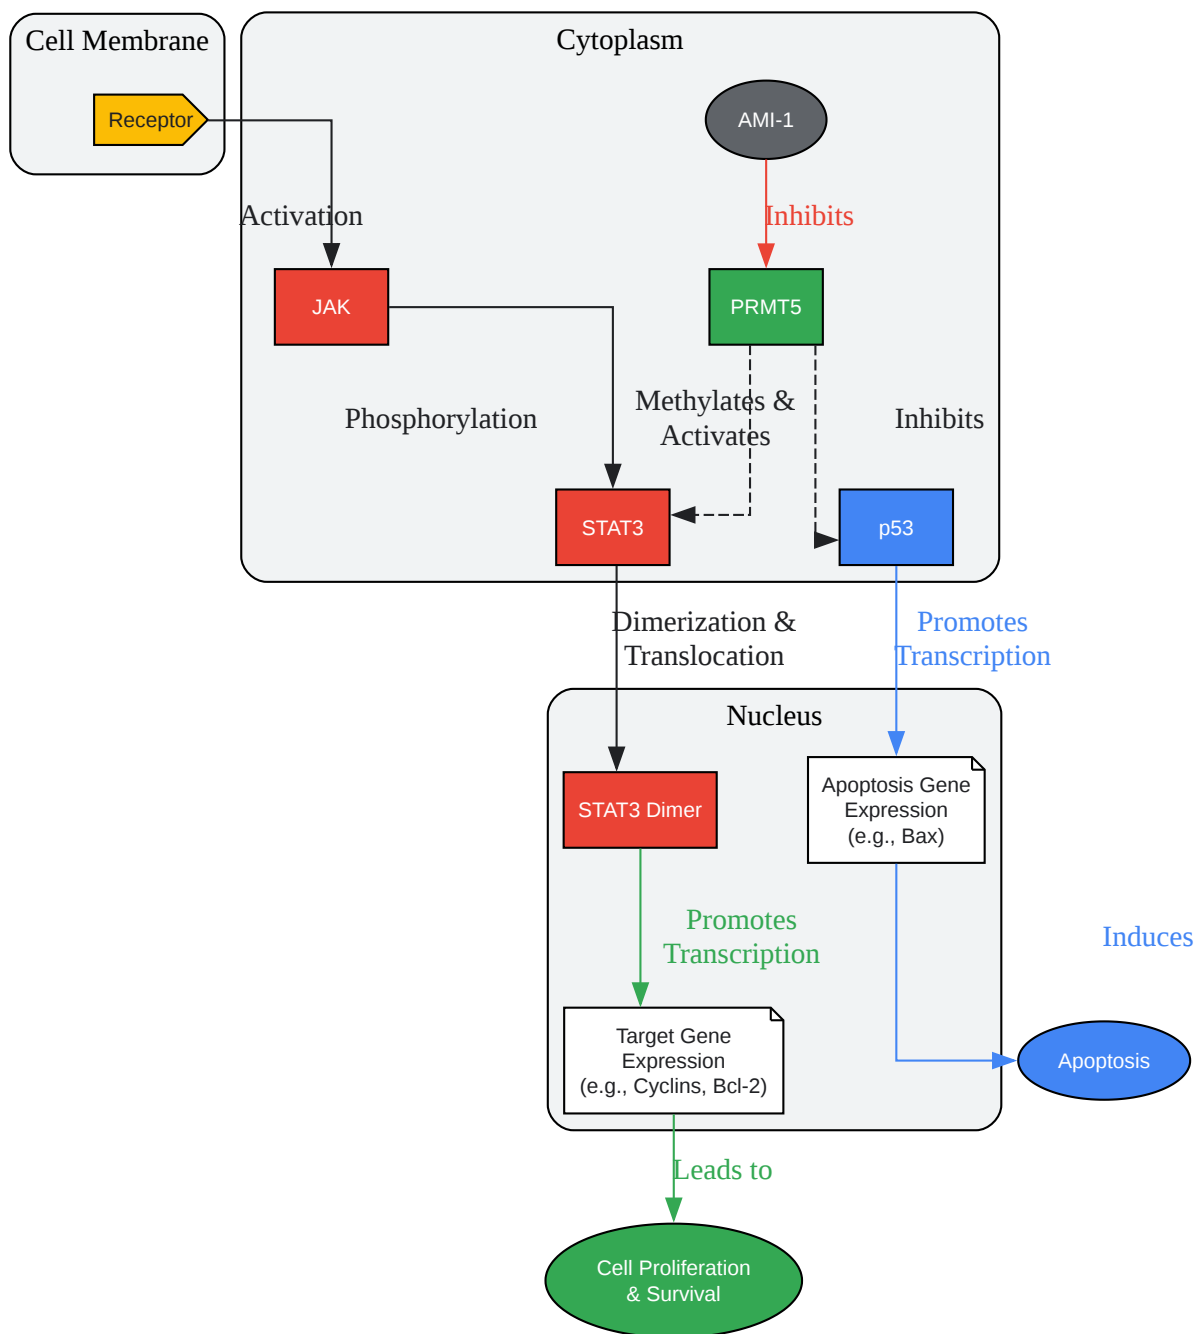 Cell Membrane
Cytoplasm
Receptor
AMI-1
Activation
Inhibits
JAK
PRMT5
Phosphorylation
Methylates &
Activates
Inhibits
STAT3
p53
Dimerization &
Translocation
Promotes
Transcription
Nucleus
STAT3 Dimer
Apoptosis Gene
Expression
(e.g., Bax)
Promotes
Transcription
Induces
Target Gene
Expression
(e.g., Cyclins, Bcl-2)
Apoptosis
Leads to
Cell Proliferation
& Survival